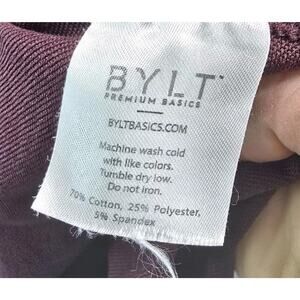 BYLT
PREMIUM BASICS
BYLTBASICS.COM
Machine wash cold
with like colors.
Tumble dry low.
Do not iron.
70% Cotton, 25% Polyester,
5% Spandex